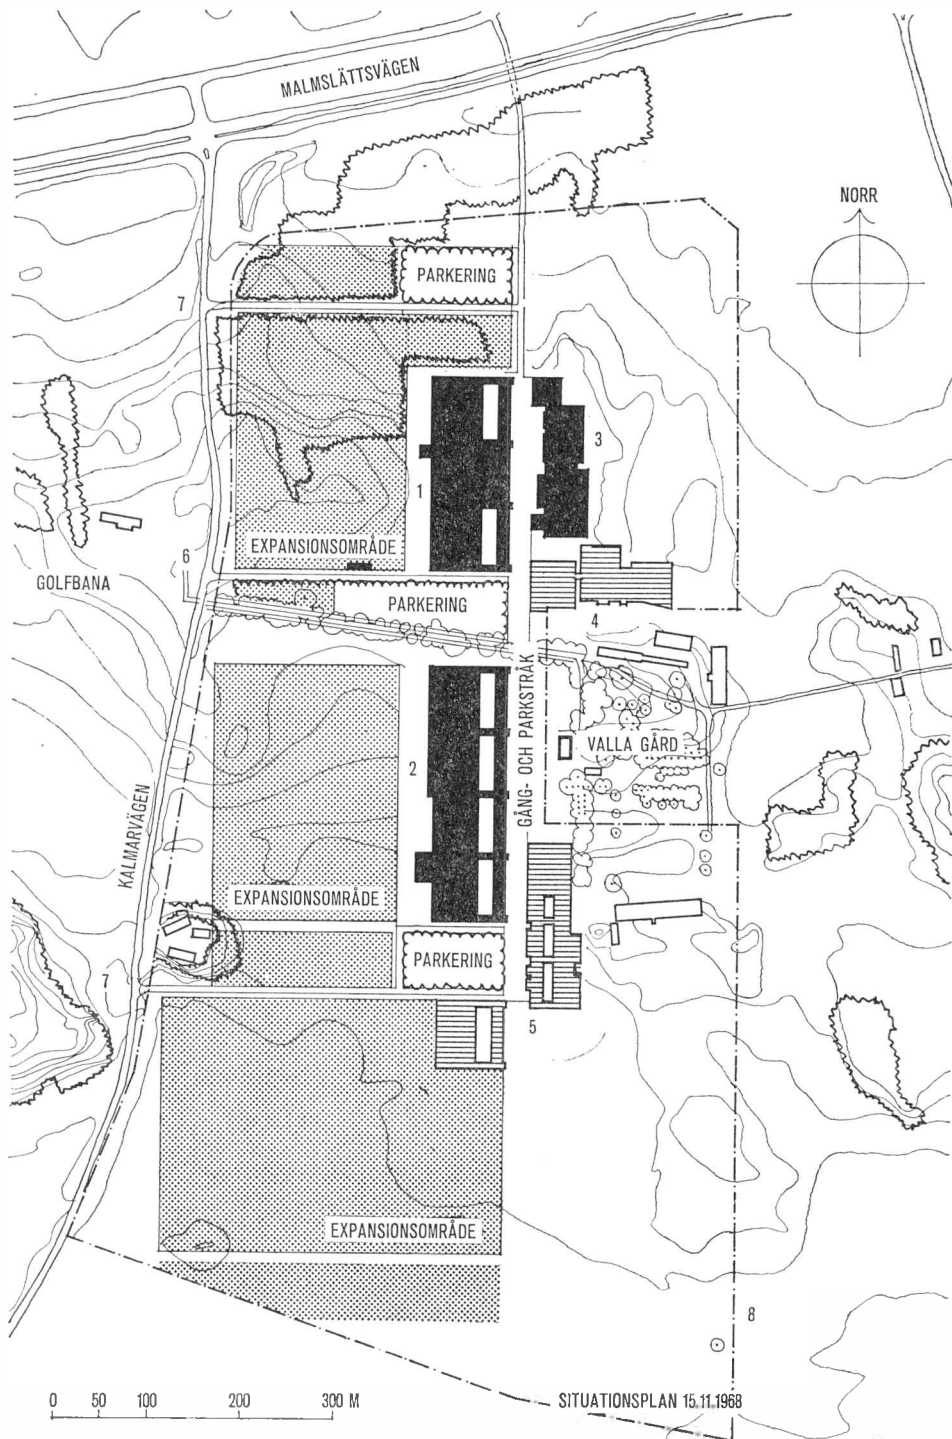 MALMSLÄTTSVÄGEN
NORR
PARKERING
7
3
1
EXPANSIONSOMRÅDE
6
GOLFBANA
PARKERING
4
GÅNG- OCH PARKSTRÅK
VALLA GÅRD
2
KALMARVÄGEN
EXPANSIONSOMRÅDE
PARKERING
7
5
EXPANSIONSOMRÅDE
8
0 50 100 200 300 M
SITUATIONSPLAN 15.11.1968